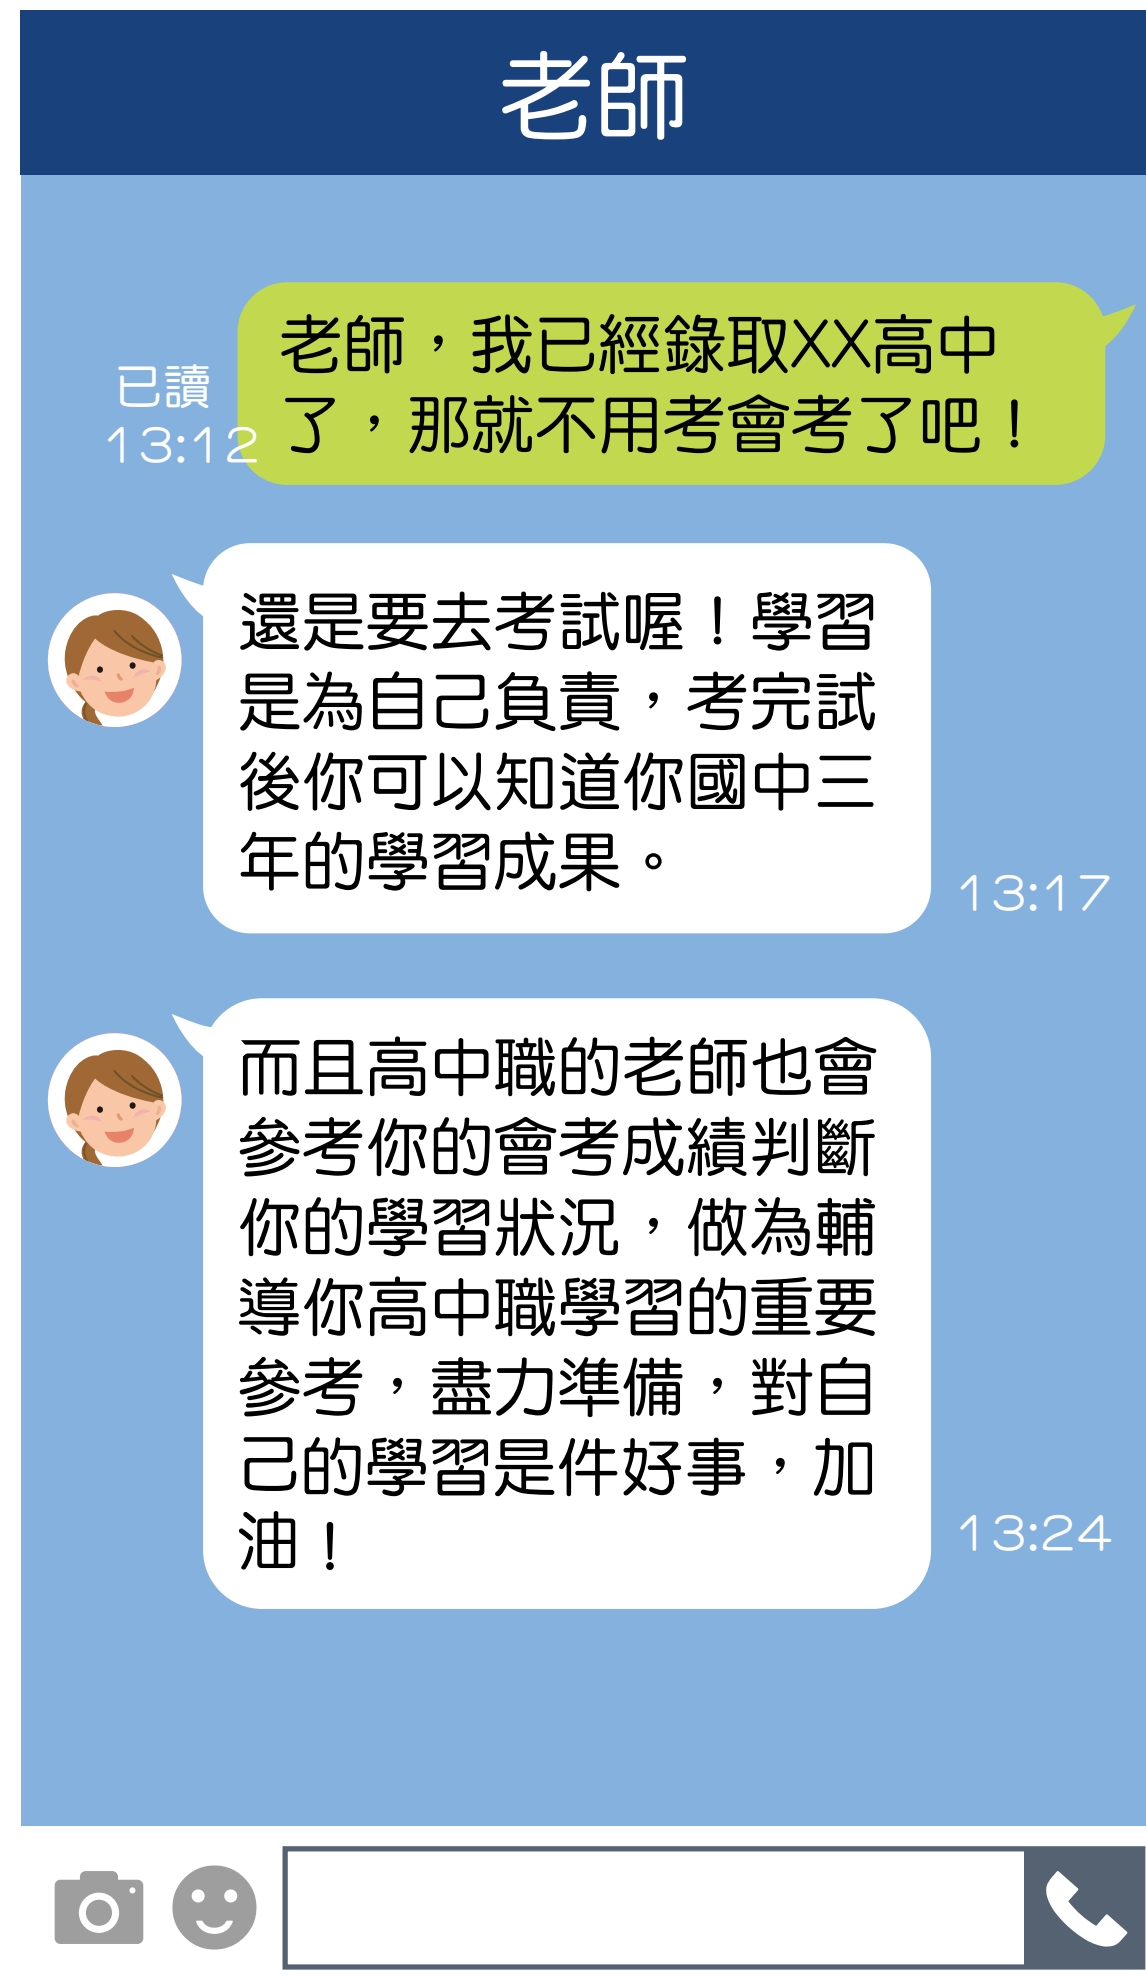 老師
老師，我已經錄取XX高中
了，那就不用考會考了吧！
已讀
13:12
還是要去考試喔！學習
是為自己負責，考完試
後你可以知道你國中三
年的學習成果。
13:17
而且高中職的老師也會
參考你的會考成績判斷
你的學習狀況，做為輔
導你高中職學習的重要
參考，盡力準備，對自
己的學習是件好事，加
油！
13:24